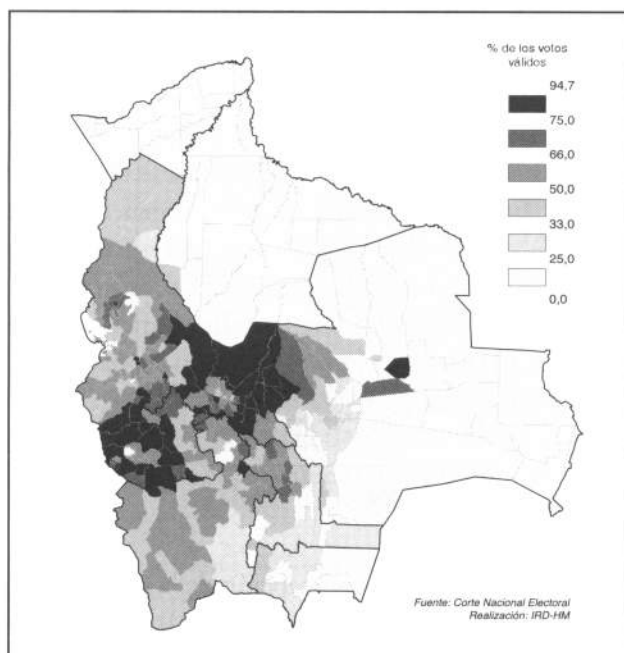 % de los votos
válidos
94,7
75,0
66,0
50,0
33,0
25,0
0,0
Fuente: Corte Nacional Electoral
Realización: IRD-HM